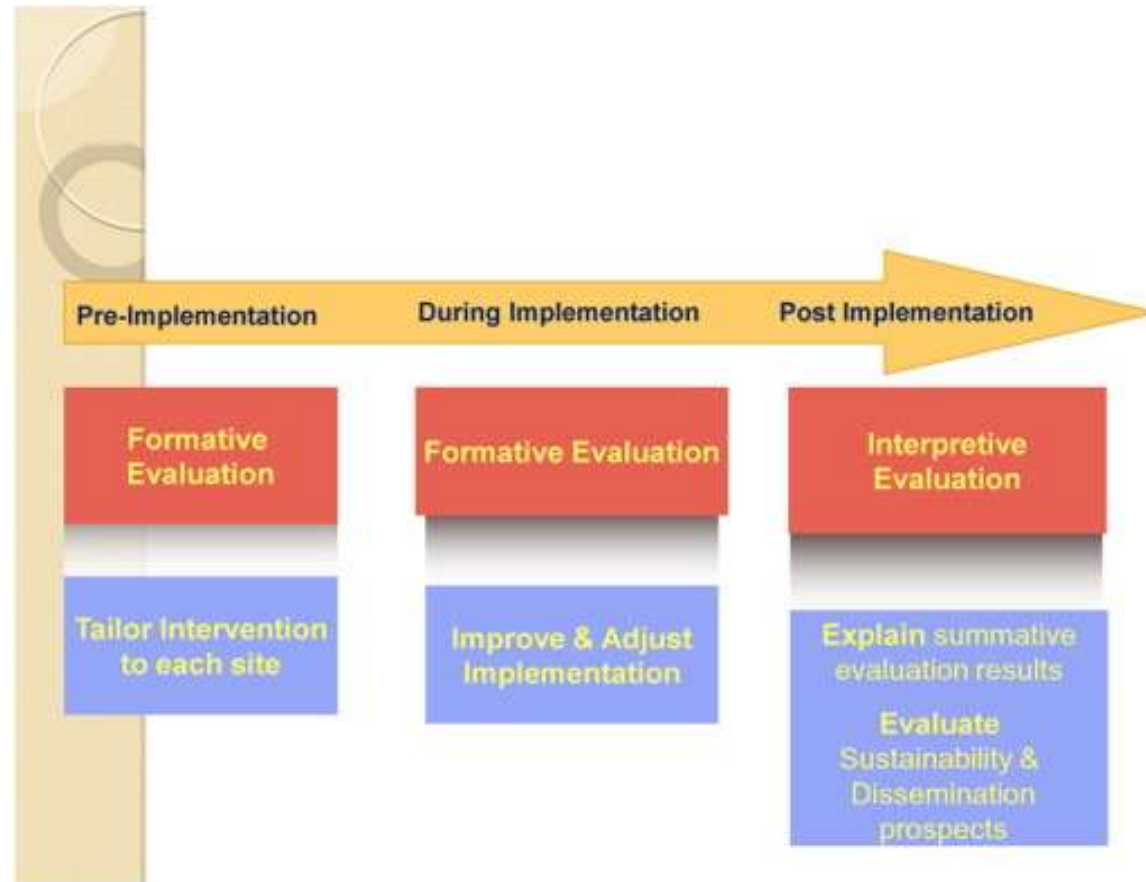 Pre-Implementation
During Implementation
Post Implementation
Formative
Evaluation
Formative Evaluation
Interpretive
Evaluation
Tailor Intervention
to each site
Improve & Adjust
Implementation
Explain summative
evaluation results
Evaluate
Sustainability &
Dissemination
prospects